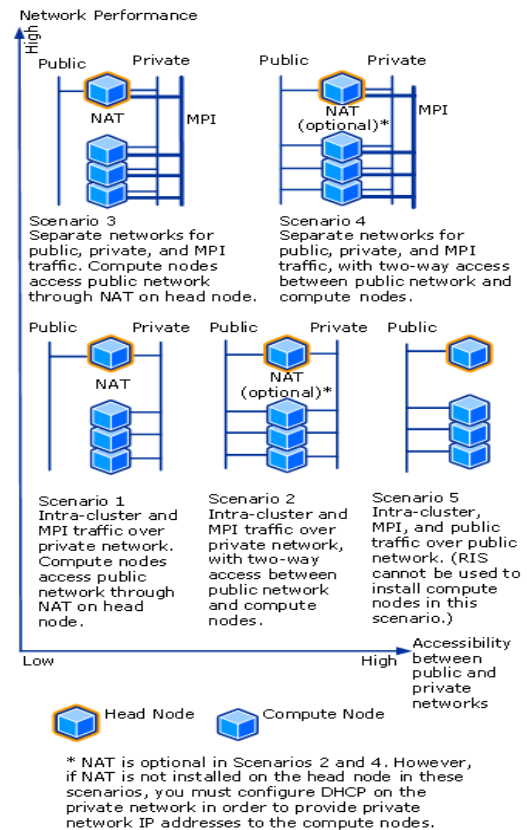 Network Performance
High
Public
Private
NAT
MPI
Scenario 3
Separate networks for
public, private, and MPI
traffic. Compute nodes
access public network
through NAT on head node.
Public
Private
NAT
(optional)*
MPI
Scenario 4
Separate networks for
public, private, and MPI
traffic, with two-way access
between public network and
compute nodes.
Public
Private
NAT
Scenario 1
Intra-cluster and
MPI traffic over
private network.
Compute nodes
access public
network through
NAT on head
node.
Public
Private
NAT
(optional)*
Scenario 2
Intra-cluster and
MPI traffic over
private network,
with two-way
access between
public network
and compute
nodes.
Public
Scenario 5
Intra-cluster,
MPI, and public
traffic over public
network. (RIS
cannot be used to
install compute
nodes in this
scenario.)
Low
High
Accessibility
between
public and
private
networks
Head Node
Compute Node
* NAT is optional in Scenarios 2 and 4. However,
if NAT is not installed on the head node in these
scenarios, you must configure DHCP on the
private network in order to provide private
network IP addresses to the compute nodes.